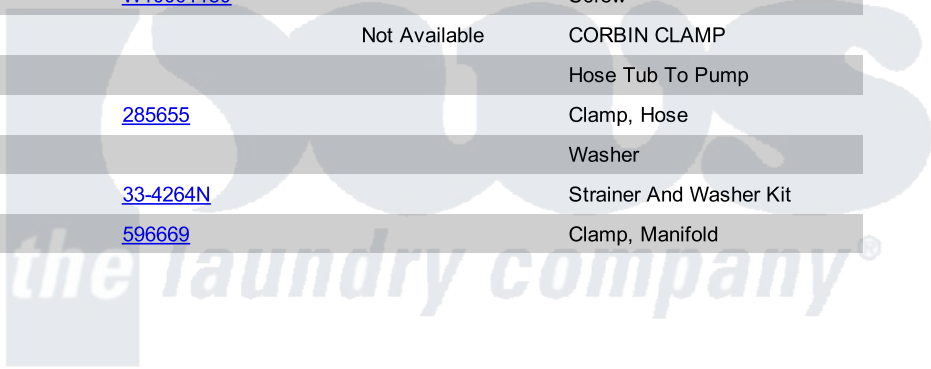 Not Available CORBIN CLAMP
Hose Tub To Pump
285655 Clamp, Hose
Washer
33-4264N Strainer And Washer Kit
596669 Clamp, Manifold
the laundry company®